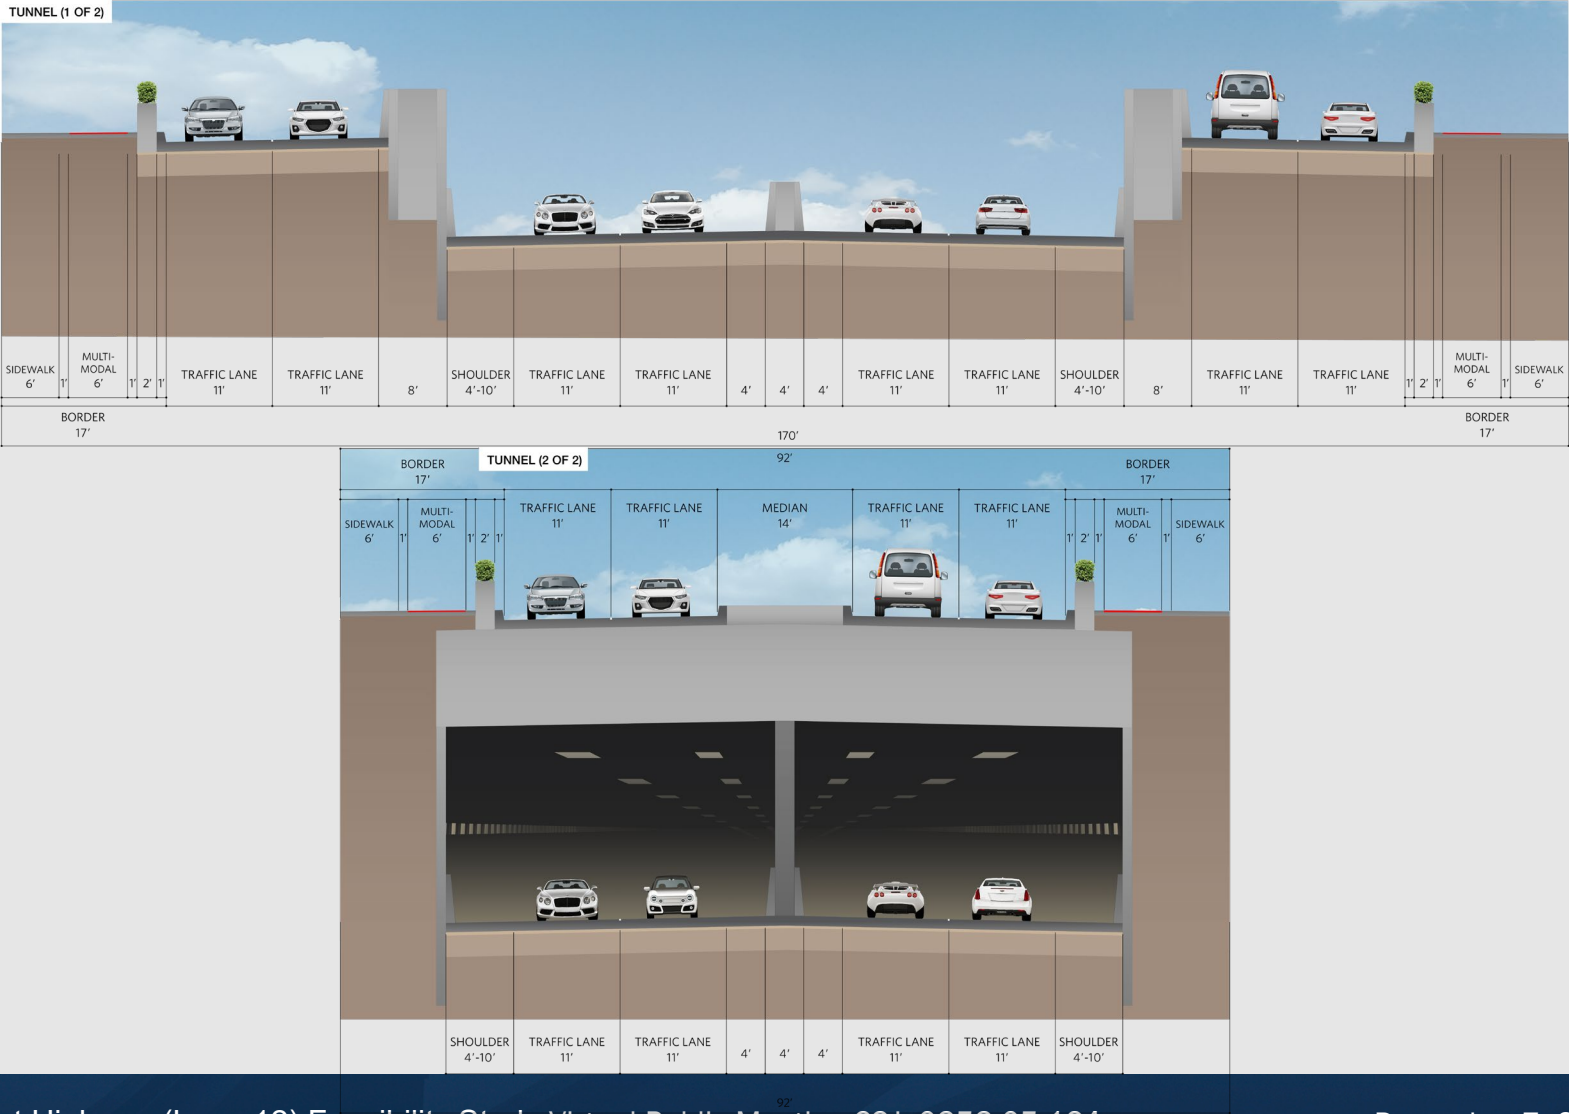 TUNNEL (1 OF 2)
SIDEWALK
6'
1'
MULTI-
MODAL
6'
1'
2'
1'
TRAFFIC LANE
11'
TRAFFIC LANE
11'
8'
SHOULDER
4'-10'
TRAFFIC LANE
11'
TRAFFIC LANE
11'
4'
4'
4'
TRAFFIC LANE
11'
TRAFFIC LANE
11'
SHOULDER
4'-10'
8'
TRAFFIC LANE
11'
TRAFFIC LANE
11'
1'
2'
1'
MULTI-
MODAL
6'
1'
SIDEWALK
6'
BORDER
17'
BORDER
17'
170'
TUNNEL (2 OF 2)
92'
BORDER
17'
BORDER
17'
SIDEWALK
6'
1'
MULTI-
MODAL
6'
1'
2'
1'
TRAFFIC LANE
11'
TRAFFIC LANE
11'
MEDIAN
14'
TRAFFIC LANE
11'
TRAFFIC LANE
11'
1'
2'
1'
MULTI-
MODAL
6'
1'
SIDEWALK
6'
SHOULDER
4'-10'
TRAFFIC LANE
11'
TRAFFIC LANE
11'
4'
4'
4'
TRAFFIC LANE
11'
TRAFFIC LANE
11'
SHOULDER
4'-10'
92'